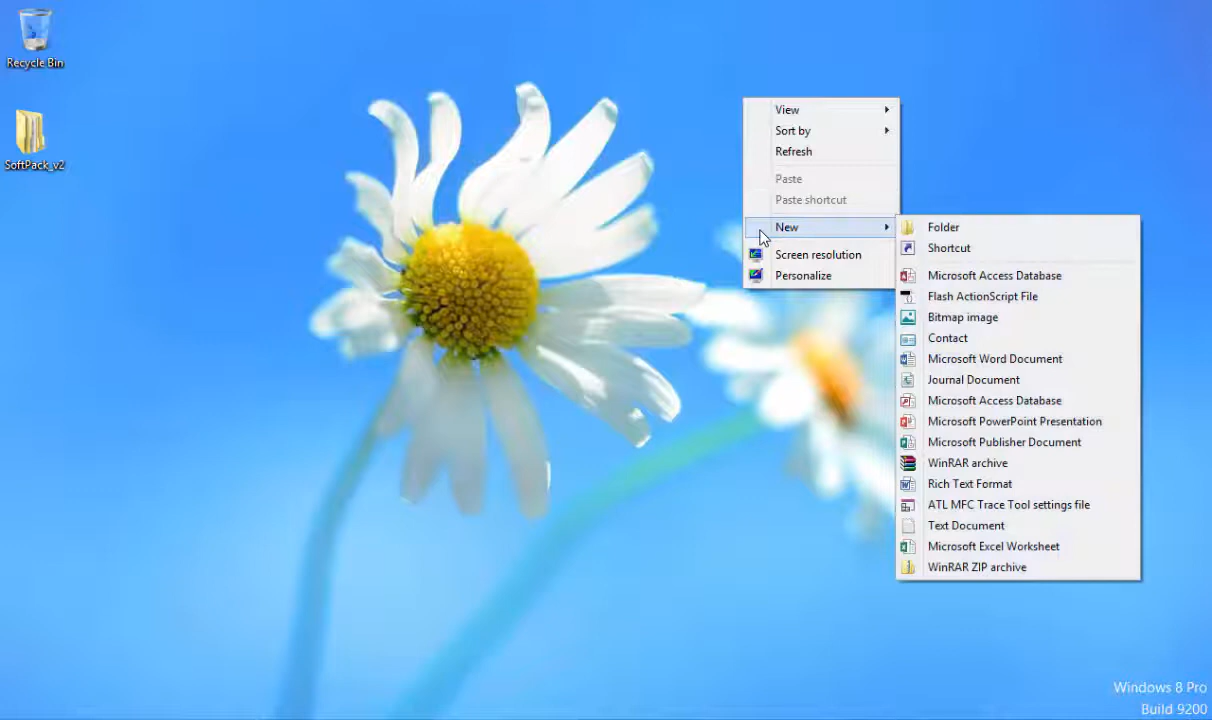 Recycle Bin
SoftPack_v2
View
Sort by
Refresh
Paste
Paste shortcut
New
Screen resolution
Personalize
Folder
Shortcut
Microsoft Access Database
Flash ActionScript File
Bitmap image
Contact
Microsoft Word Document
Journal Document
Microsoft Access Database
Microsoft PowerPoint Presentation
Microsoft Publisher Document
WinRAR archive
Rich Text Format
ATL MFC Trace Tool settings file
Text Document
Microsoft Excel Worksheet
WinRAR ZIP archive
Windows 8 Pro
Build 9200